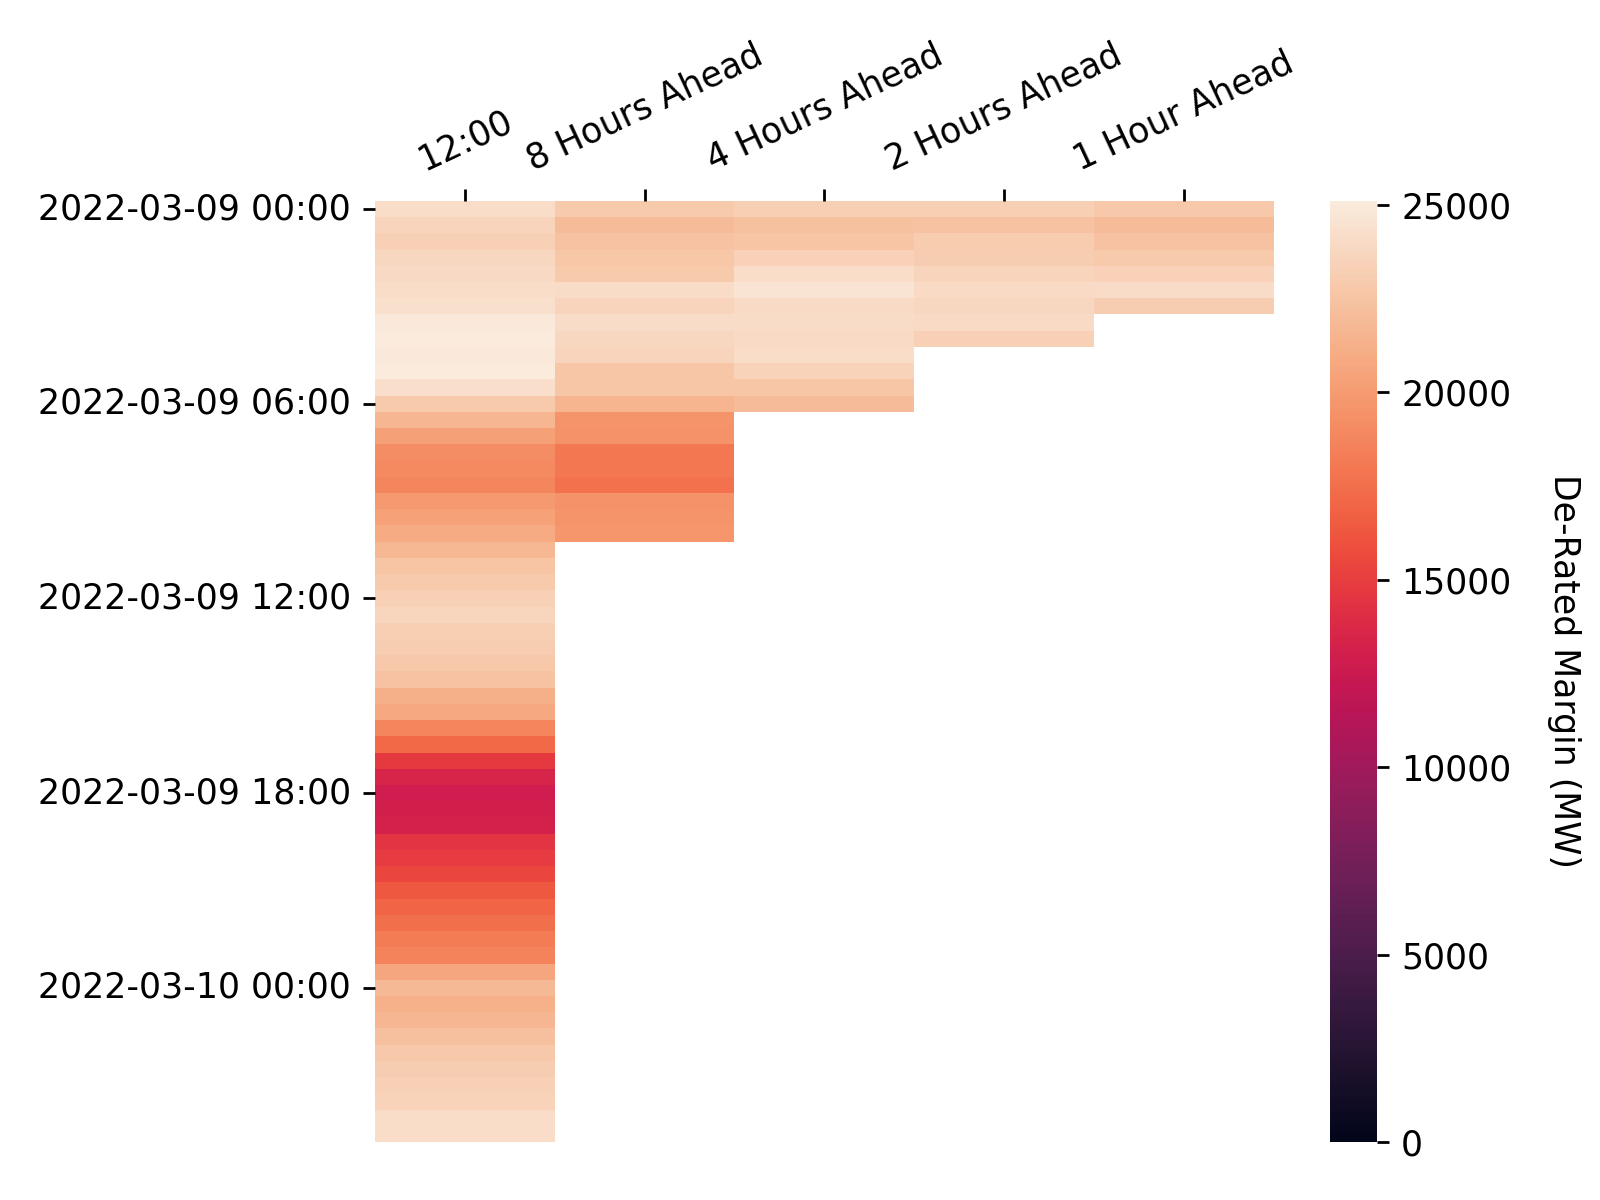 12:00
8 Hours Ahead
4 Hours Ahead
2 Hours Ahead
1 Hour Ahead
2022-03-09 00:00
2022-03-09 06:00
2022-03-09 12:00
2022-03-09 18:00
2022-03-10 00:00
25000
20000
15000
10000
5000
0
De-Rated Margin (MW)